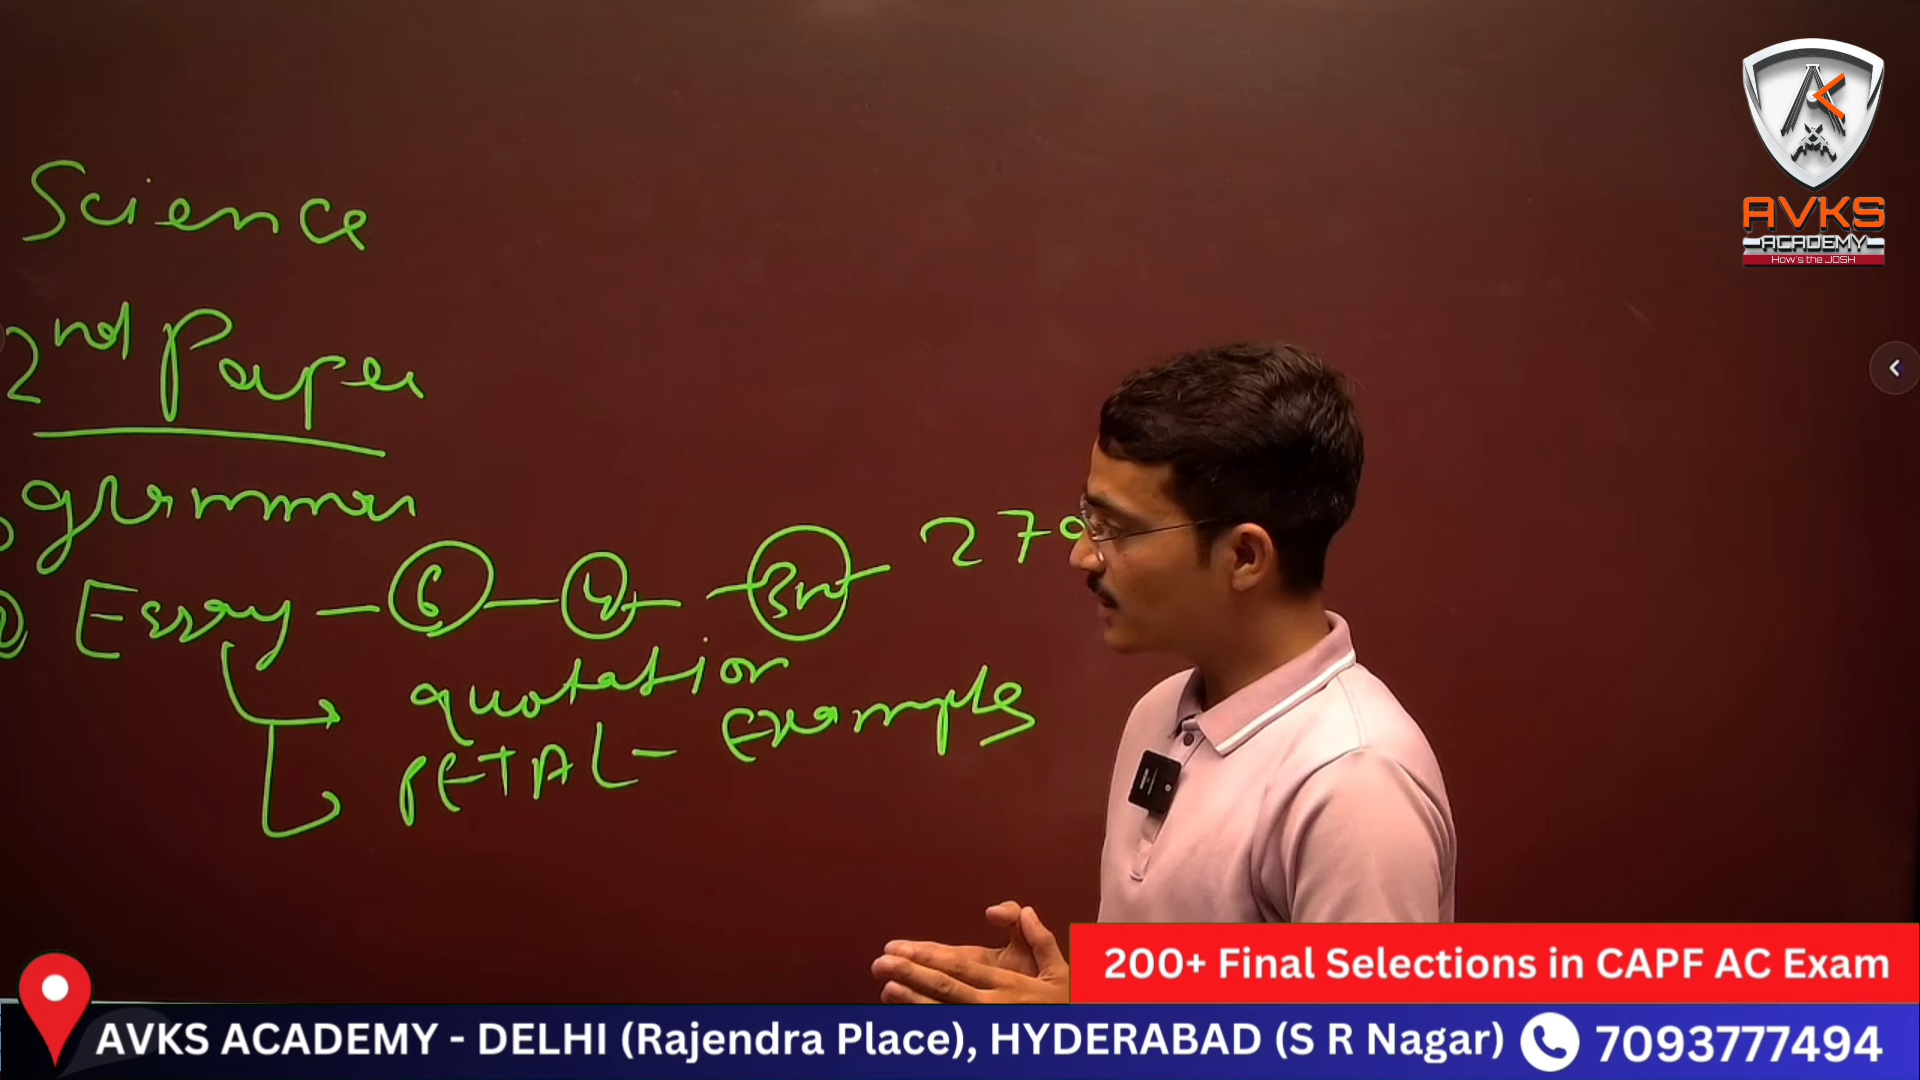 Science
2nd Paper
grammar
Essay - 6 - 4 - 3m - 270
quotation
PETAL - Example
AVKS
ACADEMY
How's the JOSH
200+ Final Selections in CAPF AC Exam
AVKS ACADEMY - DELHI (Rajendra Place), HYDERABAD (S R Nagar) 7093777494